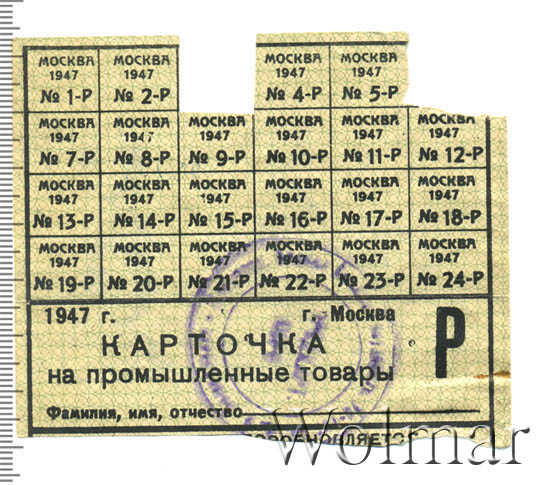 МОСКВА МОСКВА МОСКВА МОСКВА
1947 1947 1947 1947
№ 1-Р № 2-Р № 4-Р № 5-Р
МОСКВА МОСКВА МОСКВА МОСКВА МОСКВА МОСКВА
1947 1947 1947 1947 1947 1947
№ 7-Р № 8-Р № 9-Р № 10-Р № 11-Р № 12-Р
МОСКВА МОСКВА МОСКВА МОСКВА МОСКВА МОСКВА
1947 1947 1947 1947 1947 1947
№ 13-Р № 14-Р № 15-Р № 16-Р № 17-Р № 18-Р
МОСКВА МОСКВА МОСКВА МОСКВА МОСКВА МОСКВА
1947 1947 1947 1947 1947 1947
№ 19-Р № 20-Р № 21-Р № 22-Р № 23-Р № 24-Р
1947 г. г. Москва
КАРТОЧКА Р
на промышленные товары
Фамилия, имя, отчество
Wolmar